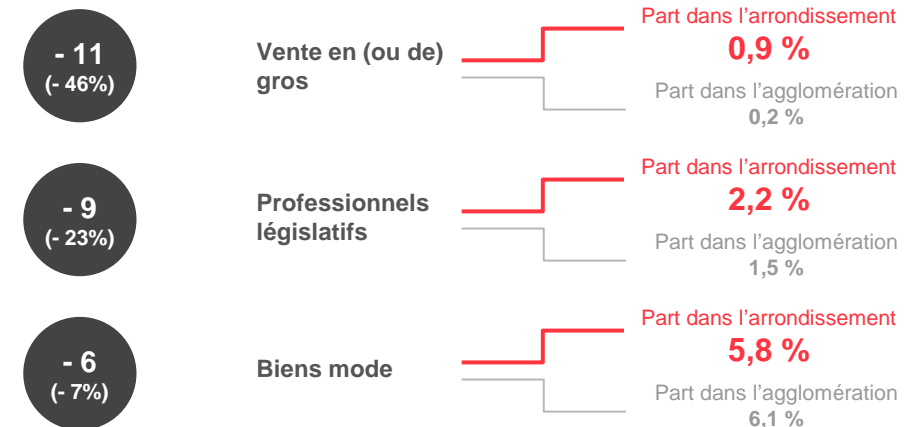 - 11
(- 46%)
Vente en (ou de)
gros
Part dans l'arrondissement
0,9 %
Part dans l'agglomération
0,2 %
- 9
(- 23%)
Professionnels
législatifs
Part dans l'arrondissement
2,2 %
Part dans l'agglomération
1,5 %
- 6
(- 7%)
Biens mode
Part dans l'arrondissement
5,8 %
Part dans l'agglomération
6,1 %